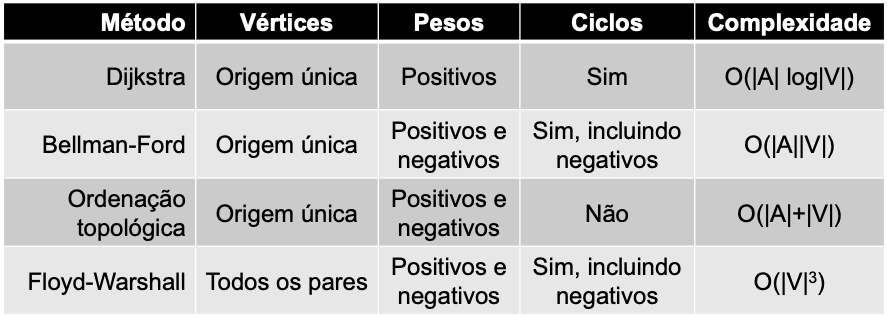 Método Vértices Pesos Ciclos Complexidade
Dijkstra Origem única Positivos Sim O(|A| log|V|)
Bellman-Ford Origem única Positivos e negativos Sim, incluindo negativos O(|A||V|)
Ordenação topológica Origem única Positivos e negativos Não O(|A|+|V|)
Floyd-Warshall Todos os pares Positivos e negativos Sim, incluindo negativos O(|V|³)